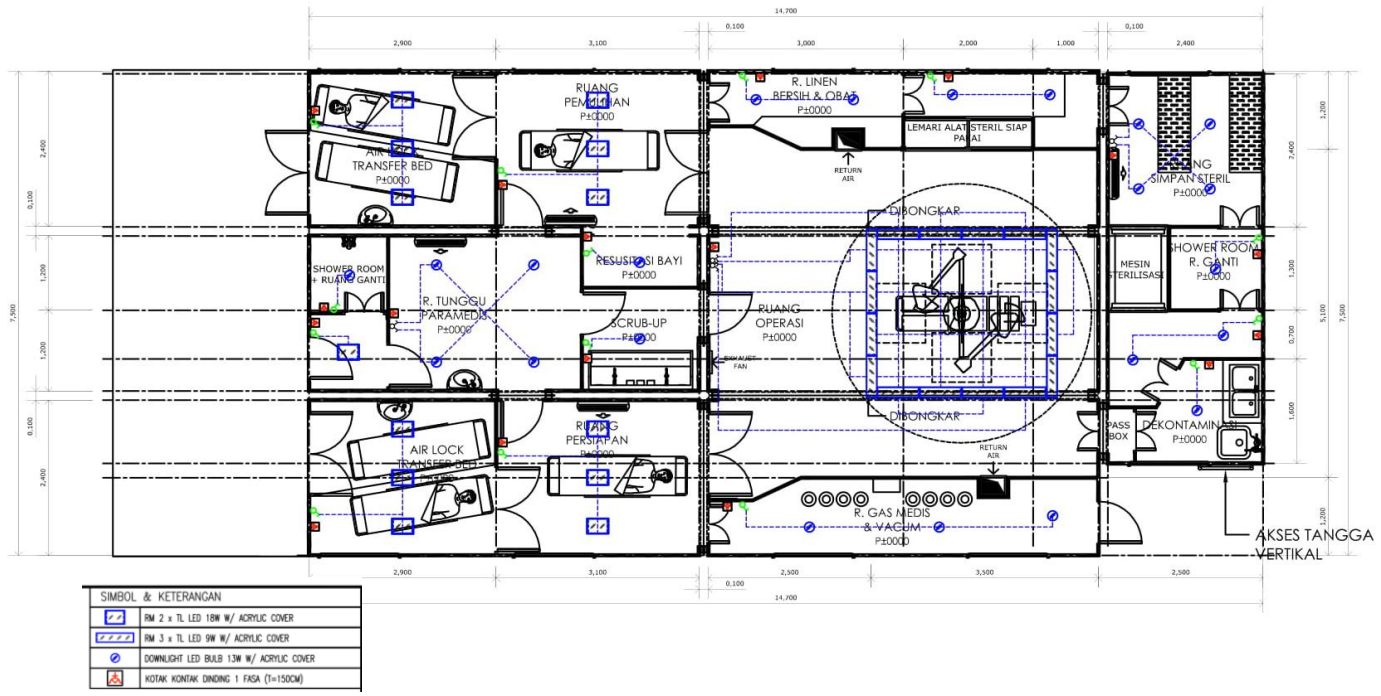 14,700
0,100
0,100
2,900
3,100
3,000
2,000
1,000
2,400
RUANG
PEMULIHAN
P±0000
AIR LOCK
TRANSFER BED
P±0000
R. LINEN
BERSIH & OBAT
P±0000
LEMARI ALAT STERIL SIAP
PAKAI
RETURN
AIR
RUANG
SIMPAN STERIL
P±0000
1,200
2,400
2,400
0,100
DIBONGKAR
SHOWER ROOM
+ RUANG GANTI
R. TUNGGU
PARAMEDIS
P±0000
RESUSITASI BAYI
P±0000
SCRUB-UP
P±0000
RUANG
OPERASI
P±0000
EXHAUST
FAN
MESIN
STERILISASI
SHOWER ROOM
R. GANTI
P±0000
1,200
7,500
1,200
1,300
0,700
5,100
7,500
DIBONGKAR
AIR LOCK
TRANSFER BED
P±0000
RUANG
PERSIAPAN
P±0000
RETURN
AIR
PASS
BOX
DEKONTAMINASI
P±0000
0,100
2,400
1,600
1,200
R. GAS MEDIS
& VACUM
P±0000
AKSES TANGGA
VERTIKAL
2,900
3,100
0,100
2,500
3,500
2,500
14,700
SIMBOL & KETERANGAN
RM 2 x TL LED 18W W/ ACRYLIC COVER
RM 3 x TL LED 9W W/ ACRYLIC COVER
DOWNLIGHT LED BULB 13W W/ ACRYLIC COVER
KOTAK KONTAK DINDING 1 FASA (T=150CM)